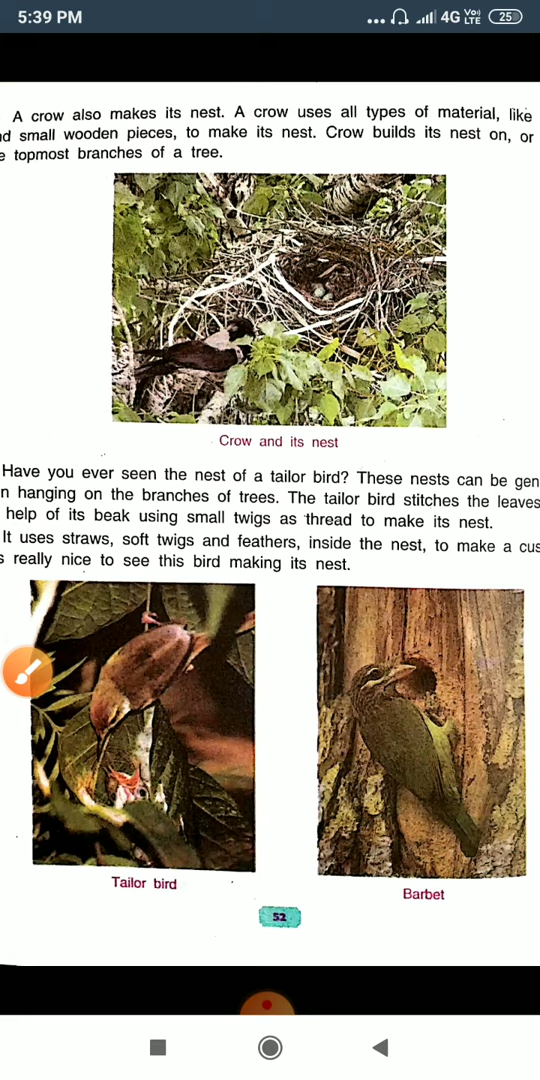 5:39 PM
4G Vo) LTE 25
A crow also makes its nest. A crow uses all types of material, like
small wooden pieces, to make its nest. Crow builds its nest on, or
topmost branches of a tree.
Crow and its nest
Have you ever seen the nest of a tailor bird? These nests can be gen
hanging on the branches of trees. The tailor bird stitches the leaves
help of its beak using small twigs as thread to make its nest.
It uses straws, soft twigs and feathers, inside the nest, to make a cus
really nice to see this bird making its nest.
Tailor bird
Barbet
52